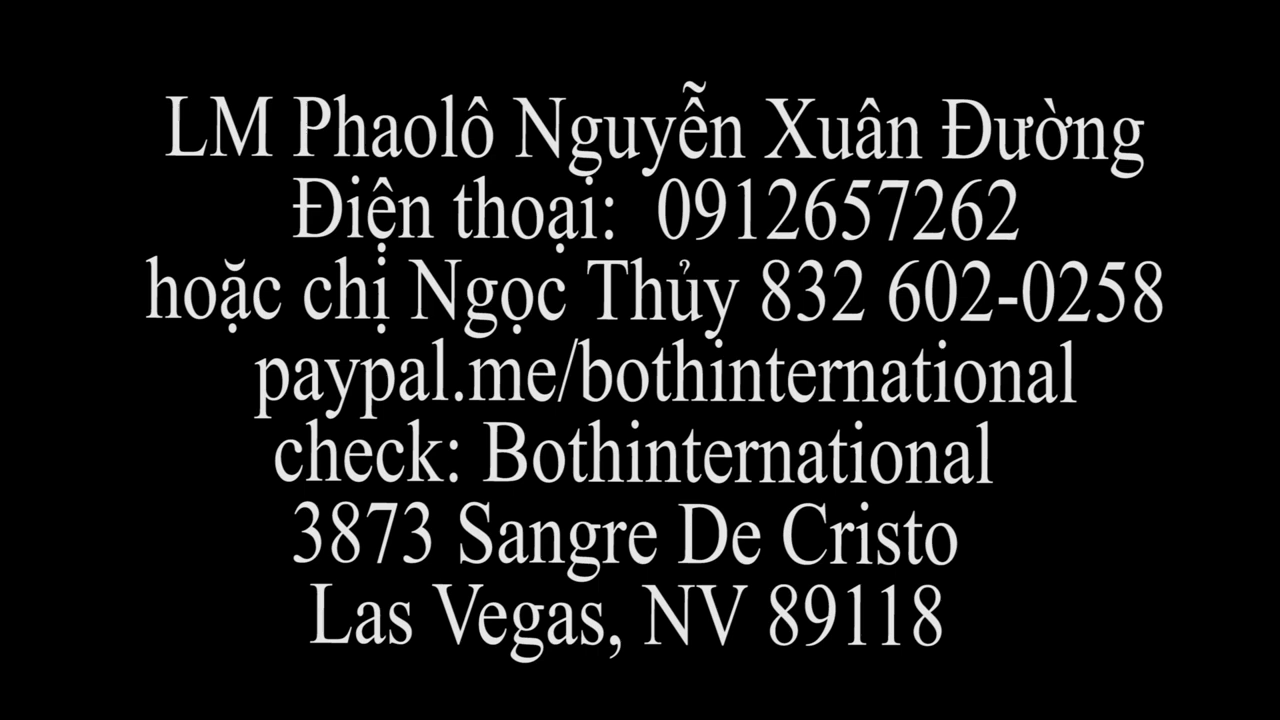 LM Phaolô Nguyễn Xuân Đường
Điện thoại: 0912657262
hoặc chị Ngọc Thủy 832 602-0258
paypal.me/bothinternational
check: Bothinternational
3873 Sangre De Cristo
Las Vegas, NV 89118